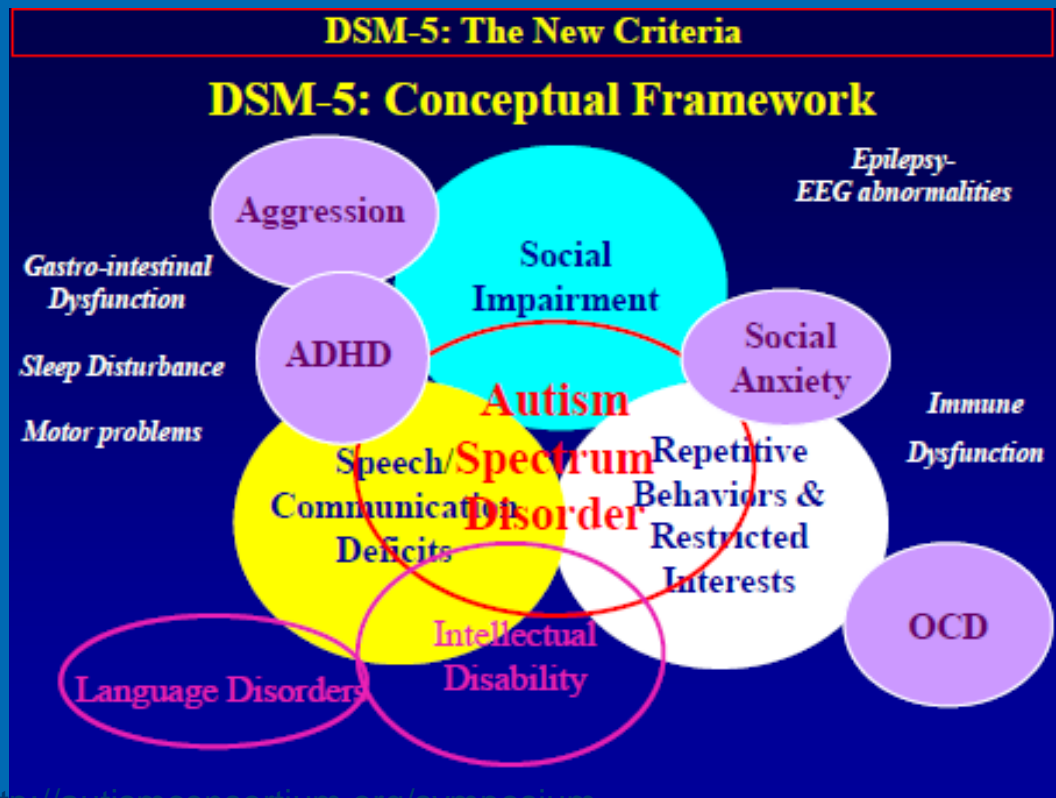 DSM-5: The New Criteria
DSM-5: Conceptual Framework
Epilepsy-
EEG abnormalities
Aggression
Social
Impairment
Gastro-intestinal
Dysfunction
ADHD
Social
Anxiety
Sleep Disturbance
Motor problems
Immune
Dysfunction
Autism
Spectrum
Disorder
Speech/
Communication
Deficits
Repetitive
Behaviors &
Restricted
Interests
OCD
Intellectual
Disability
Language Disorders